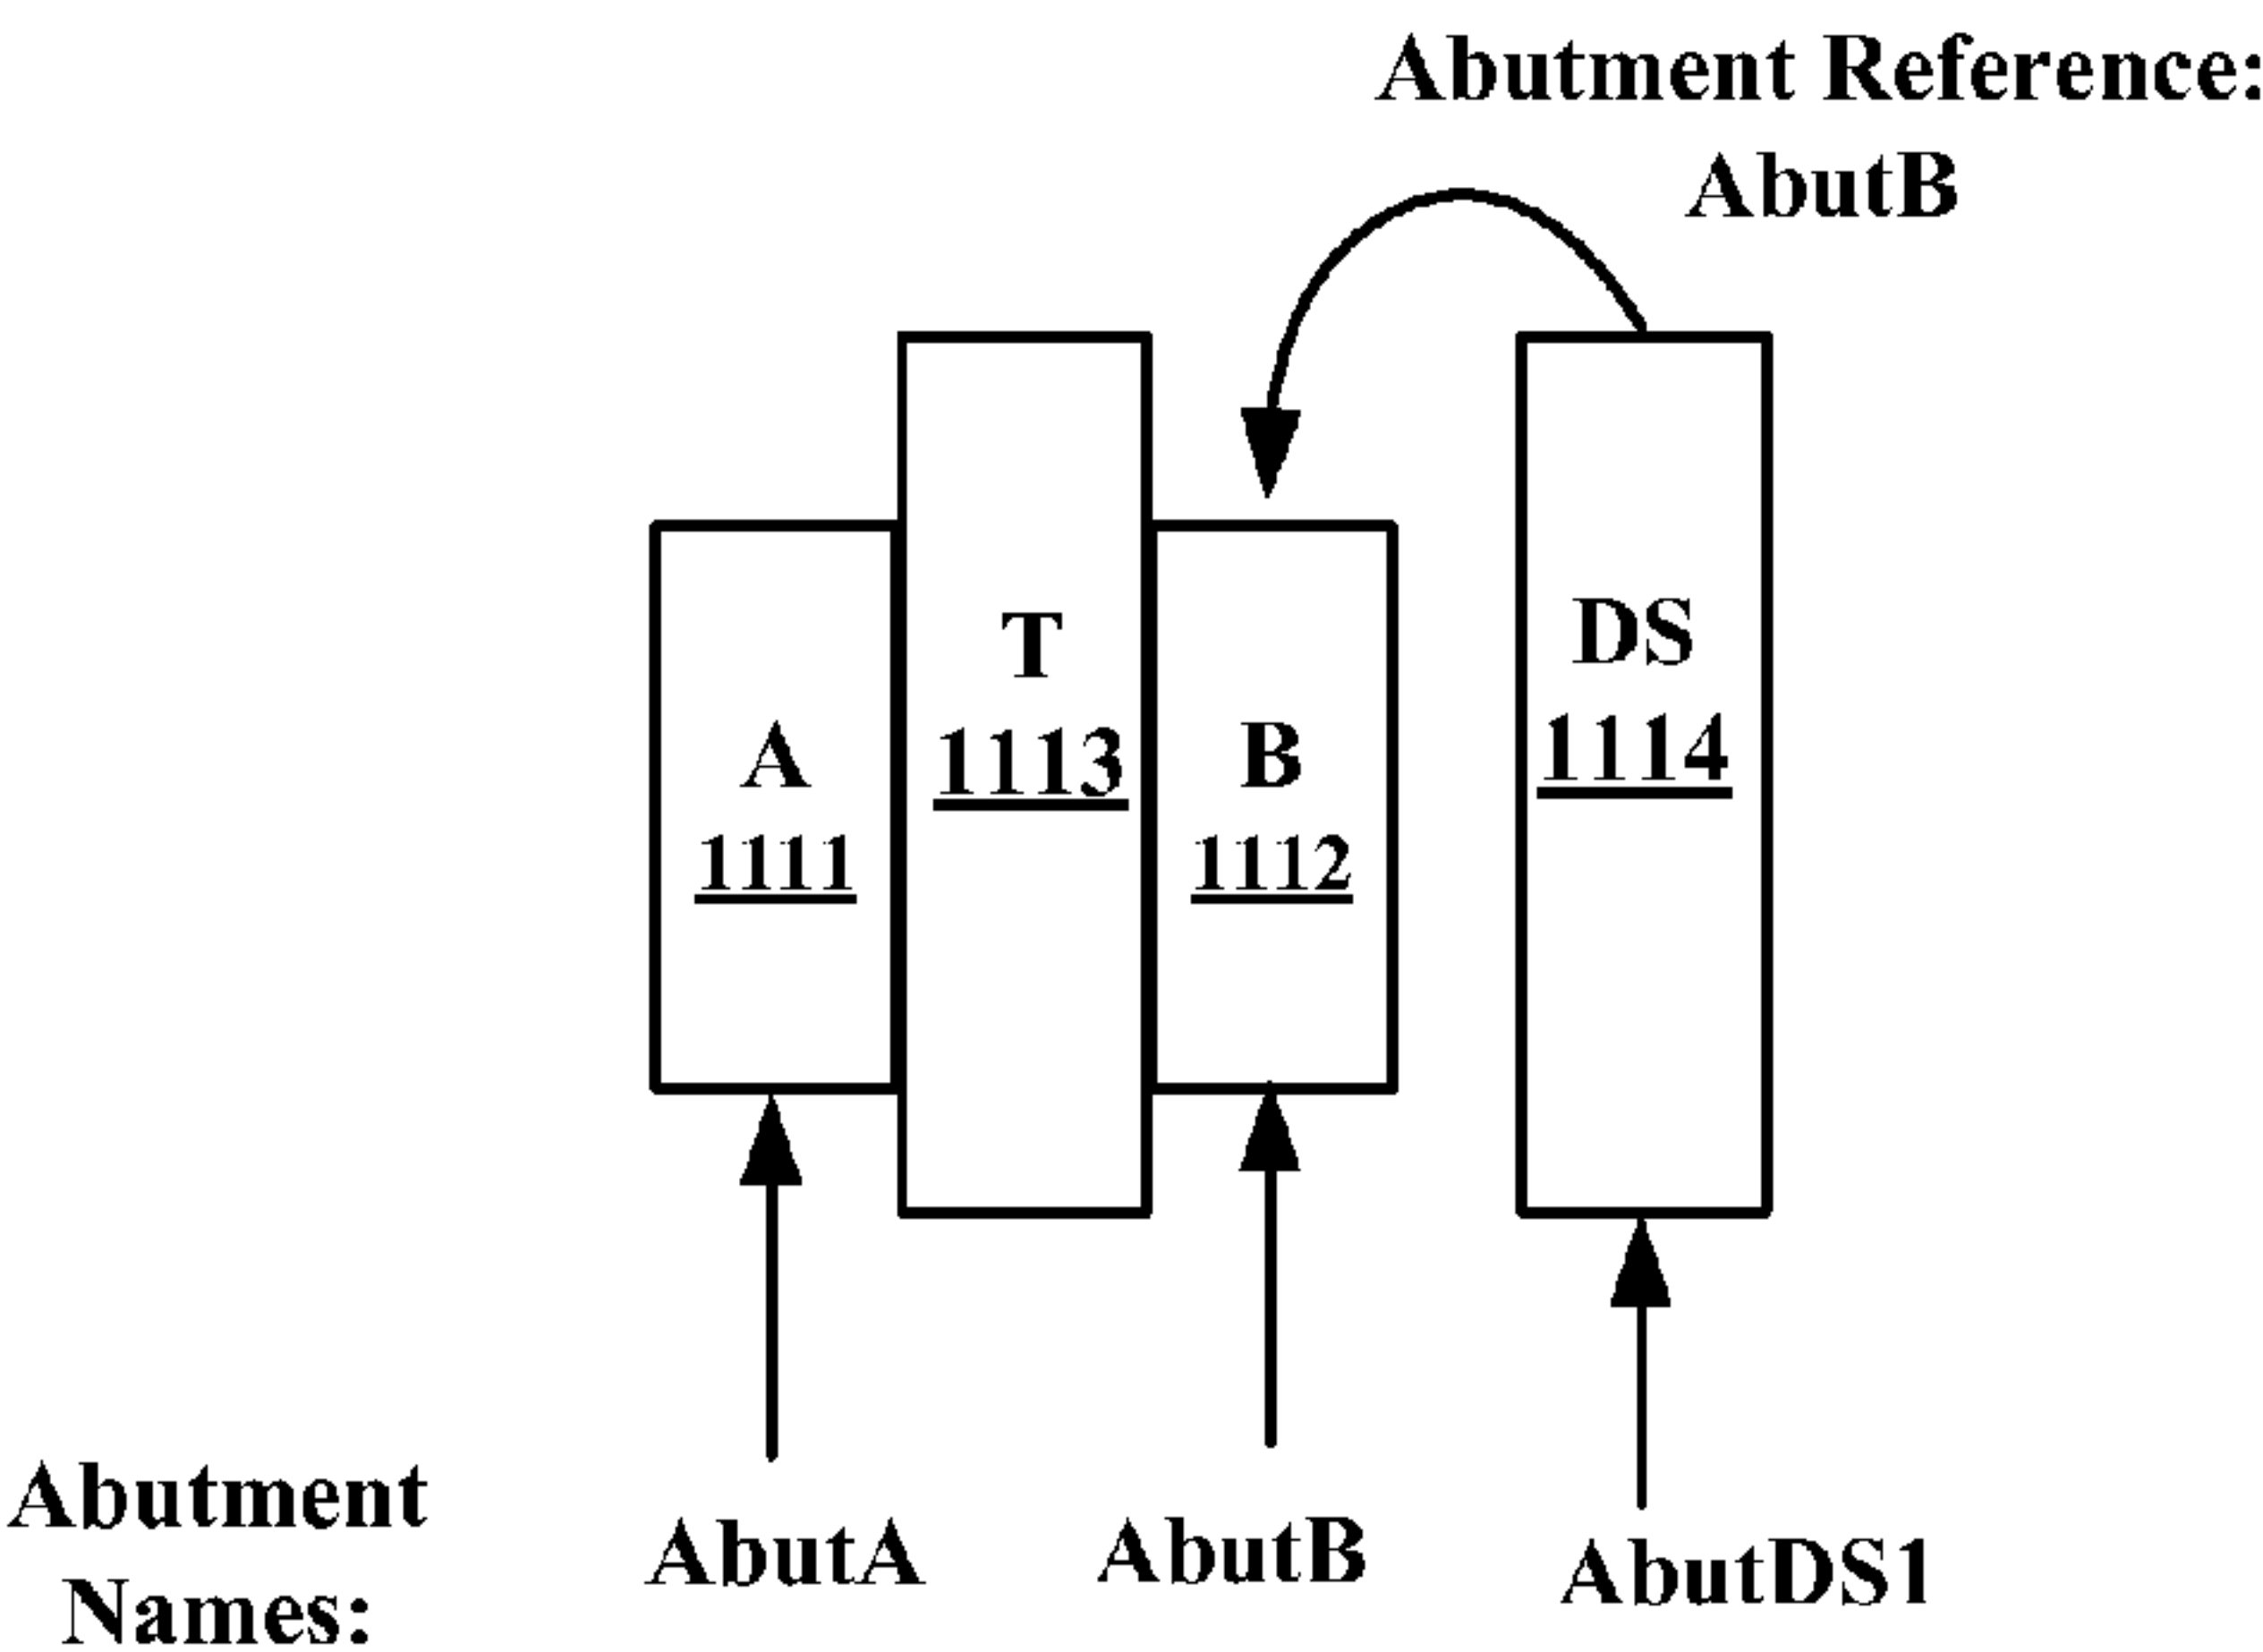 Abutment Reference:
AbutB
T
1113
DS
1114
A
1111
B
1112
Abutment
Names:
AbutA
AbutB
AbutDS1